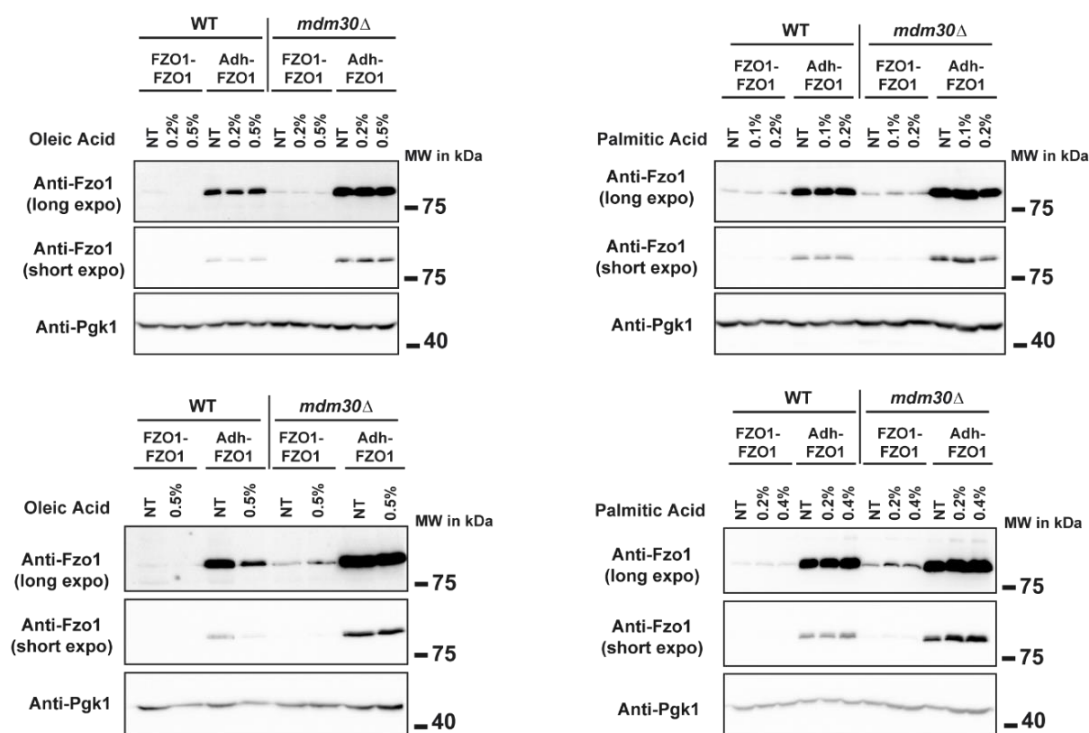 WT mdm30Δ
FZO1- Adh- FZO1- Adh-
FZO1 FZO1 FZO1 FZO1
Oleic Acid NT 0.2% 0.5% NT 0.2% 0.5% NT 0.2% 0.5% NT 0.2% 0.5%
MW in kDa
Anti-Fzo1
(long expo)
75
Anti-Fzo1
(short expo)
75
Anti-Pgk1
40
WT mdm30Δ
FZO1- Adh- FZO1- Adh-
FZO1 FZO1 FZO1 FZO1
Palmitic Acid NT 0.1% 0.2% NT 0.1% 0.2% NT 0.1% 0.2% NT 0.1% 0.2%
MW in kDa
Anti-Fzo1
(long expo)
75
Anti-Fzo1
(short expo)
75
Anti-Pgk1
40
WT mdm30Δ
FZO1- Adh- FZO1- Adh-
FZO1 FZO1 FZO1 FZO1
Oleic Acid NT 0.5% NT 0.5% NT 0.5% NT 0.5%
MW in kDa
Anti-Fzo1
(long expo)
75
Anti-Fzo1
(short expo)
75
Anti-Pgk1
40
WT mdm30Δ
FZO1- Adh- FZO1- Adh-
FZO1 FZO1 FZO1 FZO1
Palmitic Acid NT 0.2% 0.4% NT 0.2% 0.4% NT 0.2% 0.4% NT 0.2% 0.4%
MW in kDa
Anti-Fzo1
(long expo)
75
Anti-Fzo1
(short expo)
75
Anti-Pgk1
40